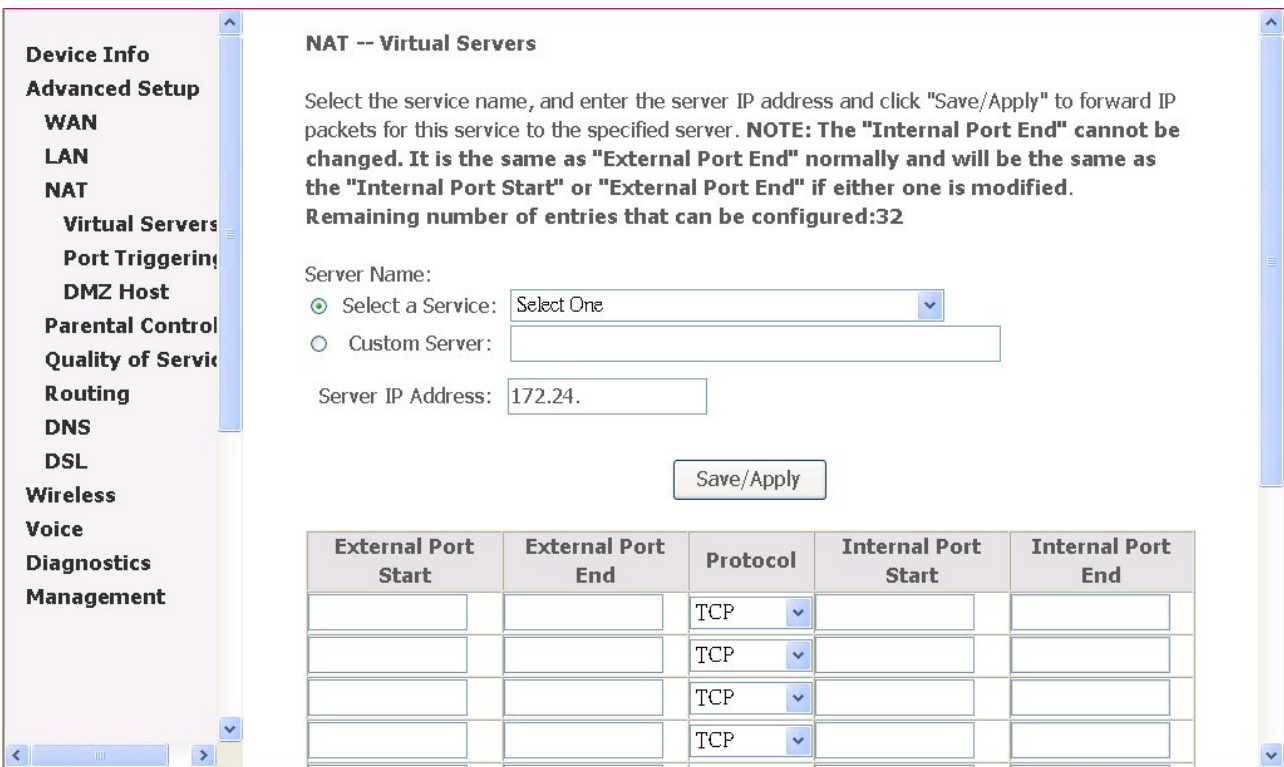 Device Info
Advanced Setup
WAN
LAN
NAT
Virtual Servers
Port Triggering
DMZ Host
Parental Control
Quality of Servic
Routing
DNS
DSL
Wireless
Voice
Diagnostics
Management
NAT -- Virtual Servers
Select the service name, and enter the server IP address and click "Save/Apply" to forward IP
packets for this service to the specified server. NOTE: The "Internal Port End" cannot be
changed. It is the same as "External Port End" normally and will be the same as
the "Internal Port Start" or "External Port End" if either one is modified.
Remaining number of entries that can be configured:32
Server Name:
Select a Service: Select One
Custom Server:
Server IP Address: 172.24.
Save/Apply
External Port Start External Port End Protocol Internal Port Start Internal Port End
TCP
TCP
TCP
TCP